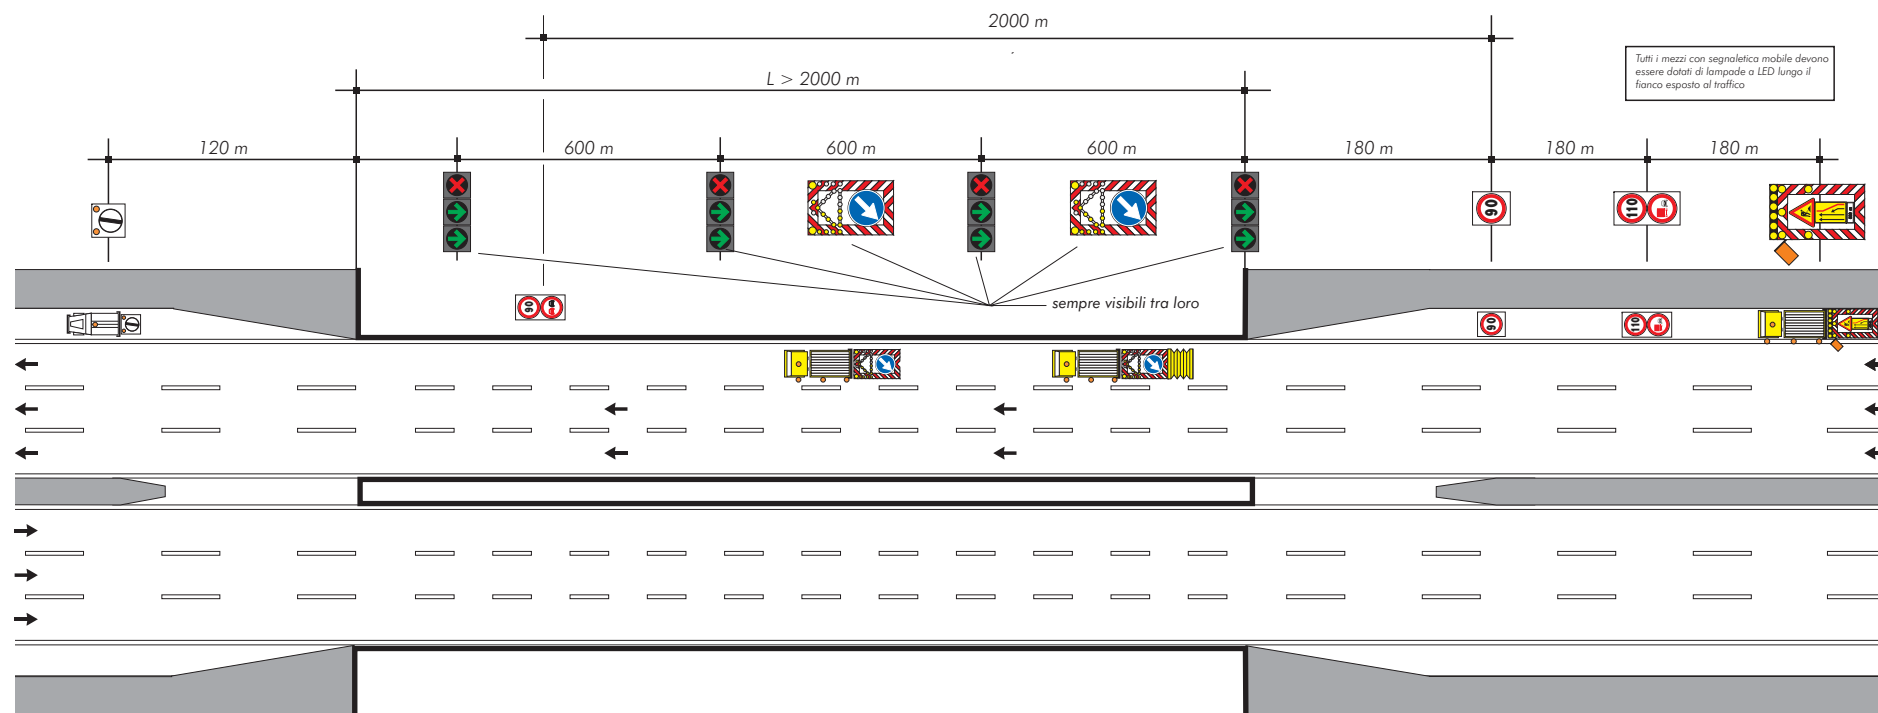 2000 m
L > 2000 m
Tutti i mezzi con segnaletica mobile devono
essere dotati di lampade a LED lungo il
fianco esposto al traffico
120 m
600 m
600 m
600 m
180 m
180 m
180 m
90
110
sempre visibili tra loro
90
90
110